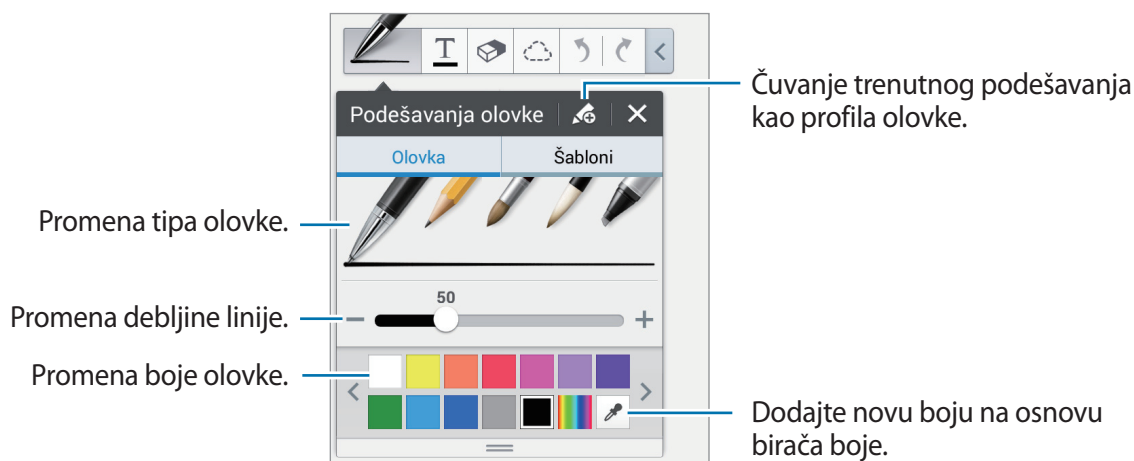 T
Podešavanja olovke
Čuvanje trenutnog podešavanja
kao profila olovke.
Olovka
Šabloni
Promena tipa olovke.
50
Promena debljine linije.
Promena boje olovke.
Dodajte novu boju na osnovu
birača boje.